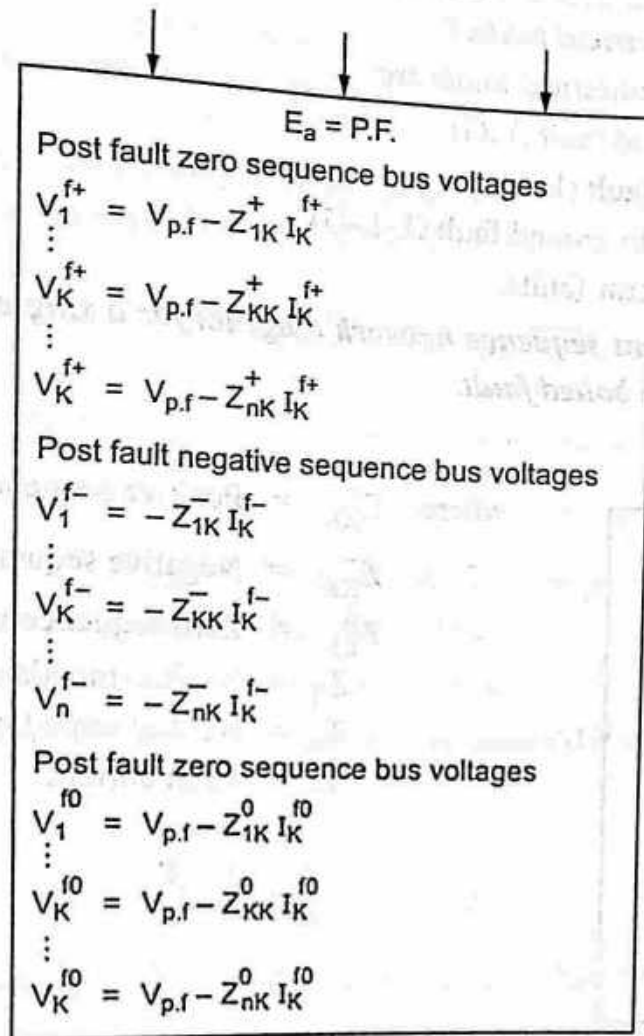 E_a = P.F.
Post fault zero sequence bus voltages
V_1^{f+} = V_{p.f} – Z_{1K}^{+} I_K^{f+}
⋮
V_K^{f+} = V_{p.f} – Z_{KK}^{+} I_K^{f+}
⋮
V_K^{f+} = V_{p.f} – Z_{nK}^{+} I_K^{f+}
Post fault negative sequence bus voltages
V_1^{f-} = – Z_{1K}^{-} I_K^{f-}
⋮
V_K^{f-} = – Z_{KK}^{-} I_K^{f-}
⋮
V_n^{f-} = – Z_{nK}^{-} I_K^{f-}
Post fault zero sequence bus voltages
V_1^{f0} = V_{p.f} – Z_{1K}^{0} I_K^{f0}
⋮
V_K^{f0} = V_{p.f} – Z_{KK}^{0} I_K^{f0}
⋮
V_K^{f0} = V_{p.f} – Z_{nK}^{0} I_K^{f0}